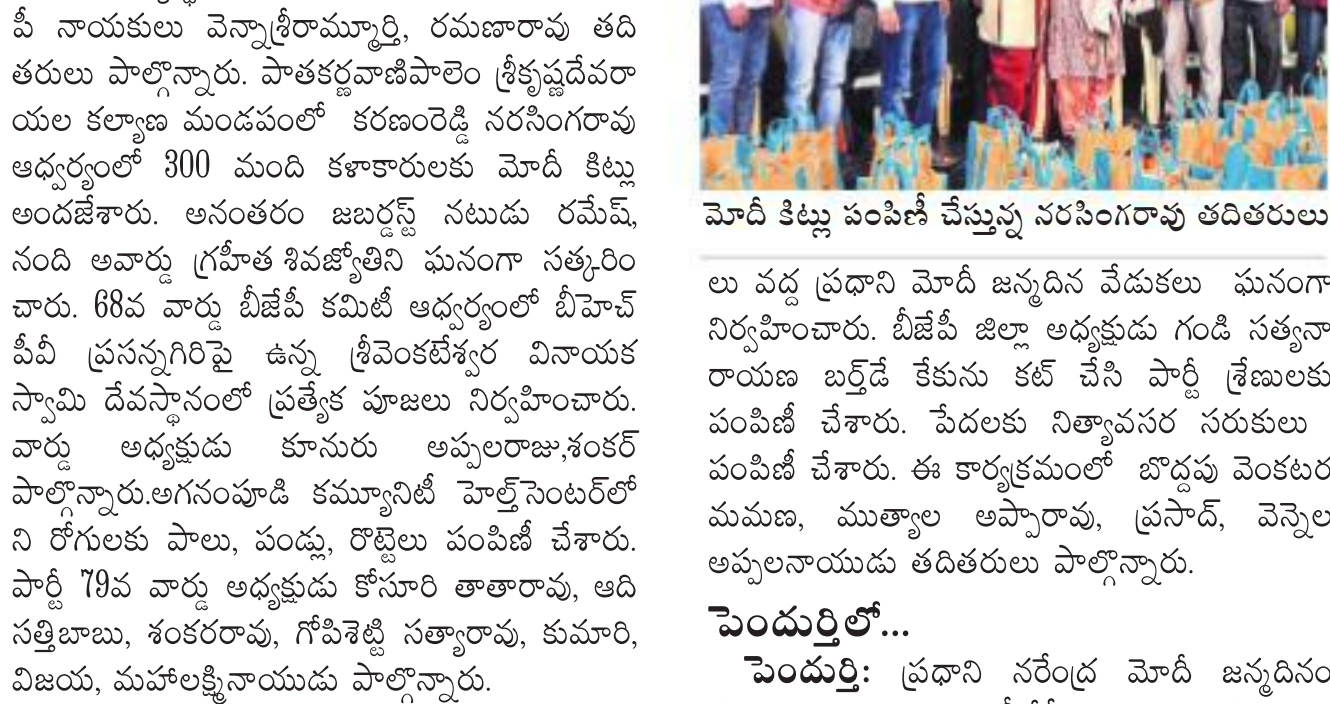 పీ నాయకులు వెన్నాశ్రీరామ్మూర్తి, రమణారావు తది
తరులు పాల్గొన్నారు. పాతకర్ణవాణిపాలెం శ్రీకృష్ణదేవరా
యల కల్యాణ మండపంలో కరణంరెడ్డి నరసింగరావు
ఆధ్వర్యంలో 300 మంది కళాకారులకు మోదీ కిట్లు
అందజేశారు. అనంతరం జబర్దస్త్ నటుడు రమేష్,
నంది అవార్డు గ్రహీత శివజ్యోతిని ఘనంగా సత్కరిం
చారు. 68వ వార్డు బీజేపీ కమిటీ ఆధ్వర్యంలో బీహెచ్
పీవీ ప్రసన్నగిరిపై ఉన్న శ్రీవెంకటేశ్వర వినాయక
స్వామి దేవస్థానంలో ప్రత్యేక పూజలు నిర్వహించారు.
వార్డు అధ్యక్షుడు కూనురు అప్పలరాజు,శంకర్
పాల్గొన్నారు.అగనంపూడి కమ్యూనిటీ హెల్త్‌సెంటర్‌లో
ని రోగులకు పాలు, పండ్లు, రొట్టెలు పంపిణీ చేశారు.
పార్టీ 79వ వార్డు అధ్యక్షుడు కోసూరి తాతారావు, ఆది
సత్తిబాబు, శంకరరావు, గోపిశెట్టి సత్యారావు, కుమారి,
విజయ, మహాలక్ష్మినాయుడు పాల్గొన్నారు.
మోదీ కిట్లు పంపిణీ చేస్తున్న నరసింగరావు తదితరులు
లు వద్ద ప్రధాని మోదీ జన్మదిన వేడుకలు ఘనంగా
నిర్వహించారు. బీజేపీ జిల్లా అధ్యక్షుడు గండి సత్యనా
రాయణ బర్త్‌డే కేకును కట్ చేసి పార్టీ శ్రేణులకు
పంపిణీ చేశారు. పేదలకు నిత్యావసర సరుకులు
పంపిణీ చేశారు. ఈ కార్యక్రమంలో బొద్దపు వెంకటర
మమణ, ముత్యాల అప్పారావు, ప్రసాద్, వెన్నెల
అప్పలనాయుడు తదితరులు పాల్గొన్నారు.
పెందుర్తిలో...
పెందుర్తి: ప్రధాని నరేంద్ర మోదీ జన్మదినం